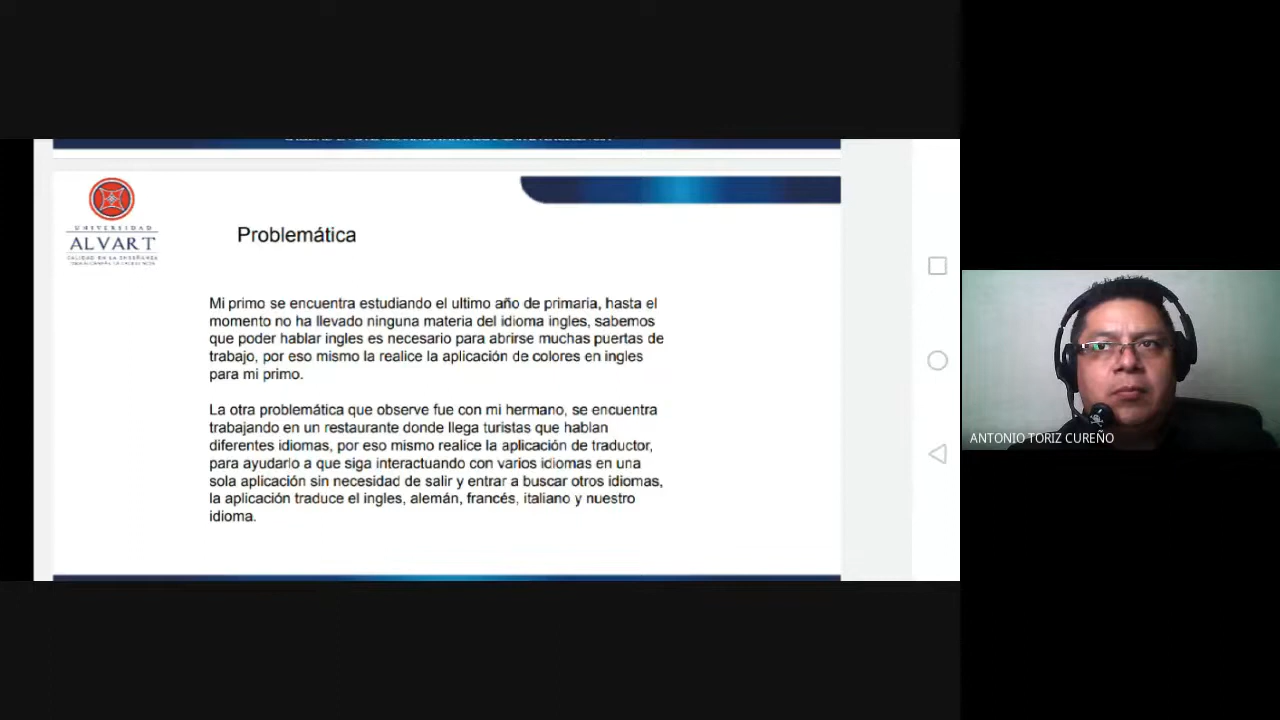 UNIVERSIDAD
ALVART
CALIDAD EN LA ENSEÑANZA
Problemática
Mi primo se encuentra estudiando el ultimo año de primaria, hasta el
momento no ha llevado ninguna materia del idioma ingles, sabemos
que poder hablar ingles es necesario para abrirse muchas puertas de
trabajo, por eso mismo la realice la aplicación de colores en ingles
para mi primo.
La otra problemática que observe fue con mi hermano, se encuentra
trabajando en un restaurante donde llega turistas que hablan
diferentes idiomas, por eso mismo realice la aplicación de traductor,
para ayudarlo a que siga interactuando con varios idiomas en una
sola aplicación sin necesidad de salir y entrar a buscar otros idiomas,
la aplicación traduce el ingles, alemán, francés, italiano y nuestro
idioma.
ANTONIO TORIZ CUREÑO